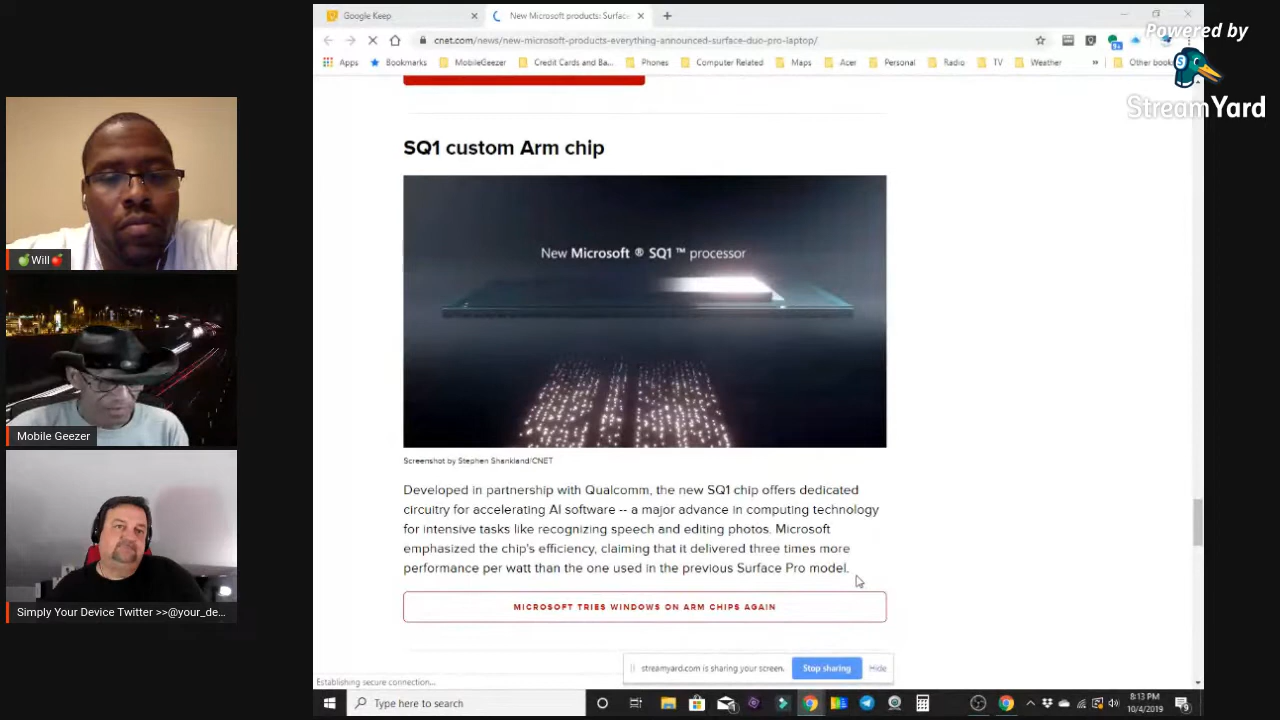 Google Keep
New Microsoft products: Surfac
cnet.com/news/new-microsoft-products-everything-announced-surface-duo-pro-laptop/
Apps
Bookmarks
MobileGeezer
Credit Cards and Ba...
Phones
Computer Related
Maps
Acer
Personal
Radio
TV
Weather
»
Other book
Powered by
StreamYard
SQ1 custom Arm chip
New Microsoft ® SQ1 ™ processor
Screenshot by Stephen Shankland/CNET
Developed in partnership with Qualcomm, the new SQ1 chip offers dedicated
circuitry for accelerating AI software -- a major advance in computing technology
for intensive tasks like recognizing speech and editing photos. Microsoft
emphasized the chip's efficiency, claiming that it delivered three times more
performance per watt than the one used in the previous Surface Pro model.
MICROSOFT TRIES WINDOWS ON ARM CHIPS AGAIN
streamyard.com is sharing your screen.
Stop sharing
Hide
Establishing secure connection...
Type here to search
8:13 PM
10/4/2019
🍏Will🍎
Mobile Geezer
Simply Your Device Twitter >>@your_de...